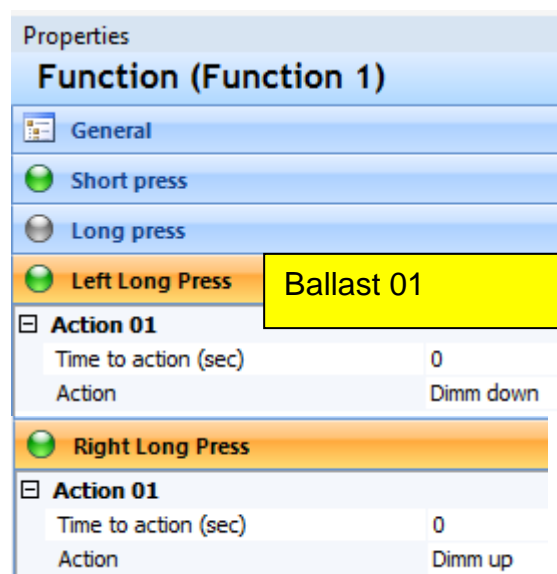 Properties
Function (Function 1)
General
Short press
Long press
Left Long Press
Ballast 01
Action 01
Time to action (sec) 0
Action Dimm down
Right Long Press
Action 01
Time to action (sec) 0
Action Dimm up